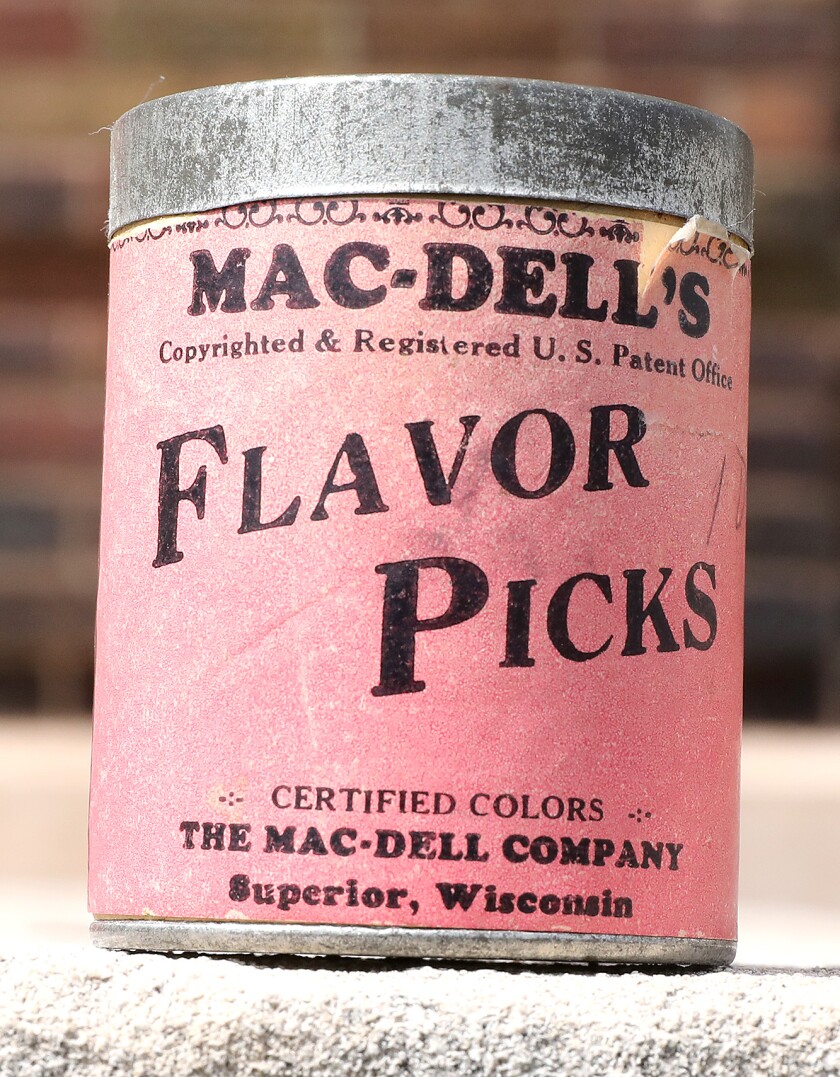 MAC-DELL'S
Copyrighted & Registered U. S. Patent Office
FLAVOR
PICKS
CERTIFIED COLORS
THE MAC-DELL COMPANY
Superior, Wisconsin